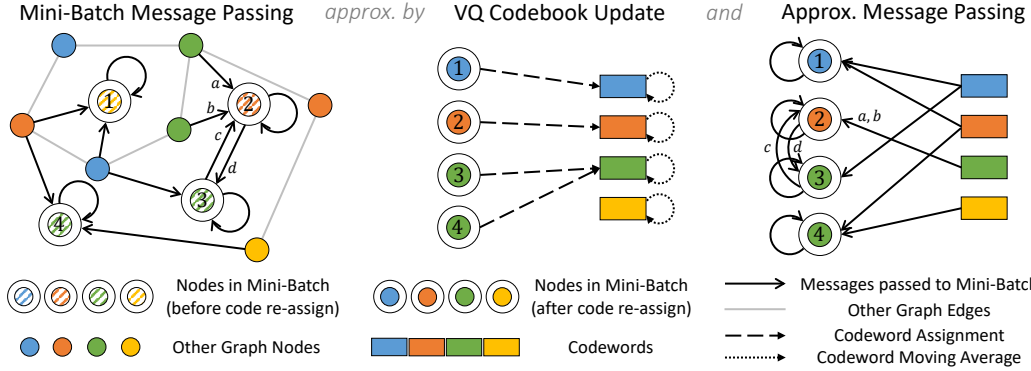 Mini-Batch Message Passing
approx. by
VQ Codebook Update
and
Approx. Message Passing
a
b
c
d
1
2
3
4
1
2
3
4
1
2
3
4
a, b
c
d
Nodes in Mini-Batch
(before code re-assign)
Other Graph Nodes
Nodes in Mini-Batch
(after code re-assign)
Codewords
Messages passed to Mini-Batch
Other Graph Edges
Codeword Assignment
Codeword Moving Average